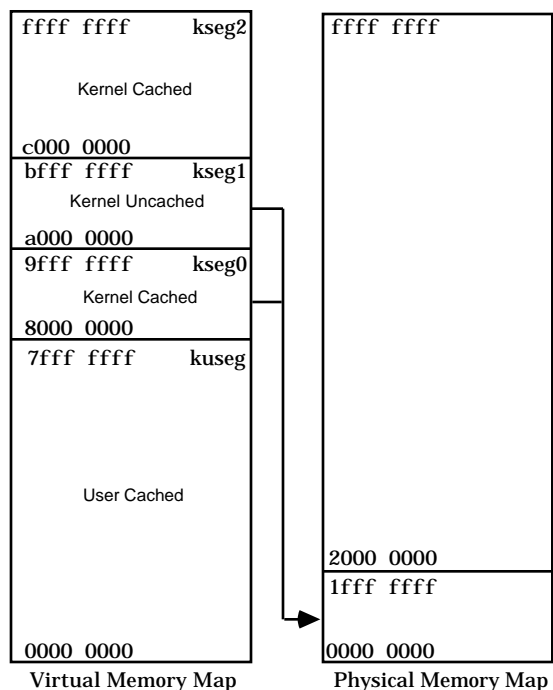 ffff ffff kseg2
Kernel Cached
c000 0000
bfff ffff kseg1
Kernel Uncached
a000 0000
9fff ffff kseg0
Kernel Cached
8000 0000
7fff ffff kuseg
User Cached
0000 0000
Virtual Memory Map
ffff ffff
2000 0000
1fff ffff
0000 0000
Physical Memory Map